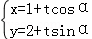 x=1+tcosα
y=2+tsinα